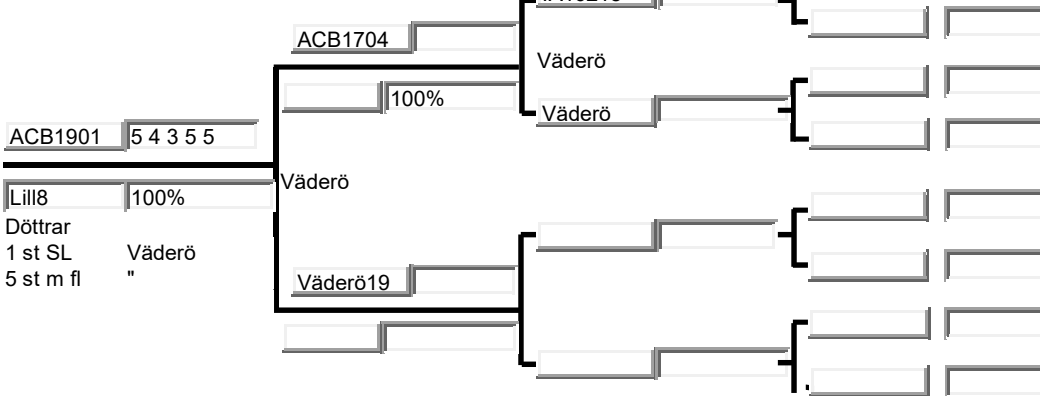 ACB1704
Väderö
100%
Väderö
ACB1901 5 4 3 5 5
Väderö
Lill8 100%
Döttrar
1 st SL Väderö
5 st m fl "
Väderö19